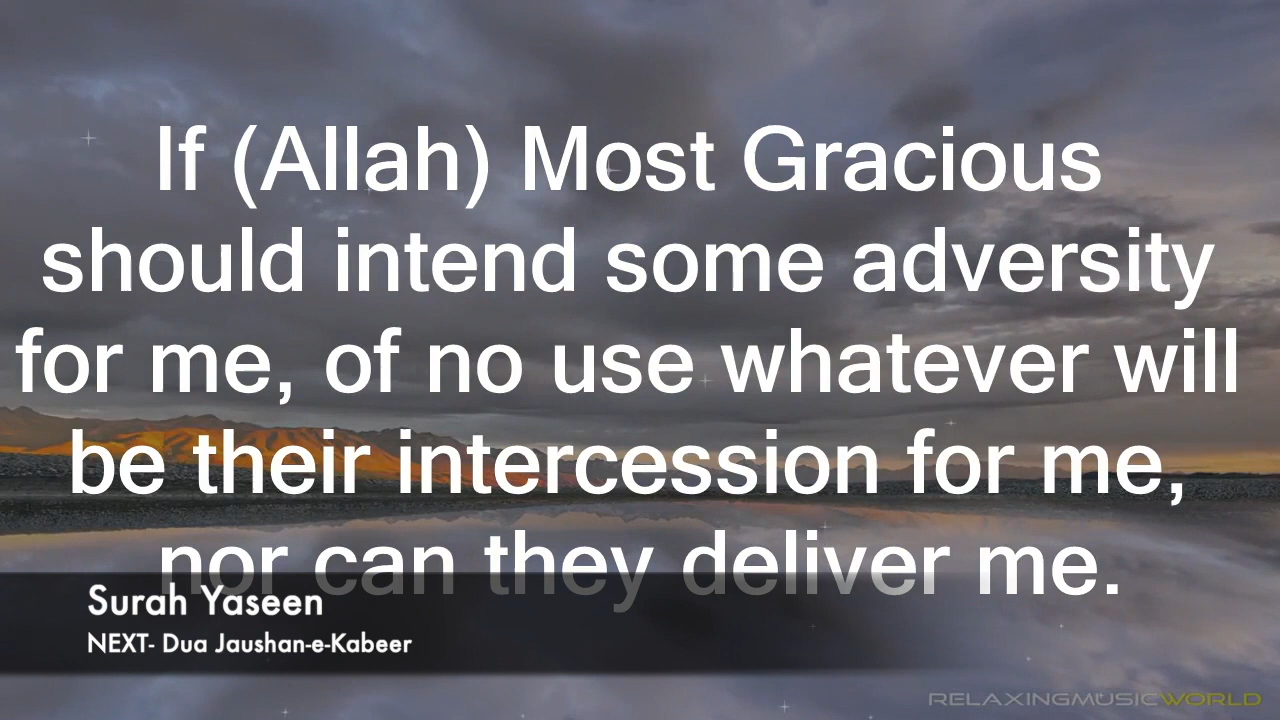 If (Allah) Most Gracious
should intend some adversity
for me, of no use whatever will
be their intercession for me,
nor can they deliver me.
Surah Yaseen
NEXT- Dua Jaushan-e-Kabeer
RELAXINGMUSICWORLD